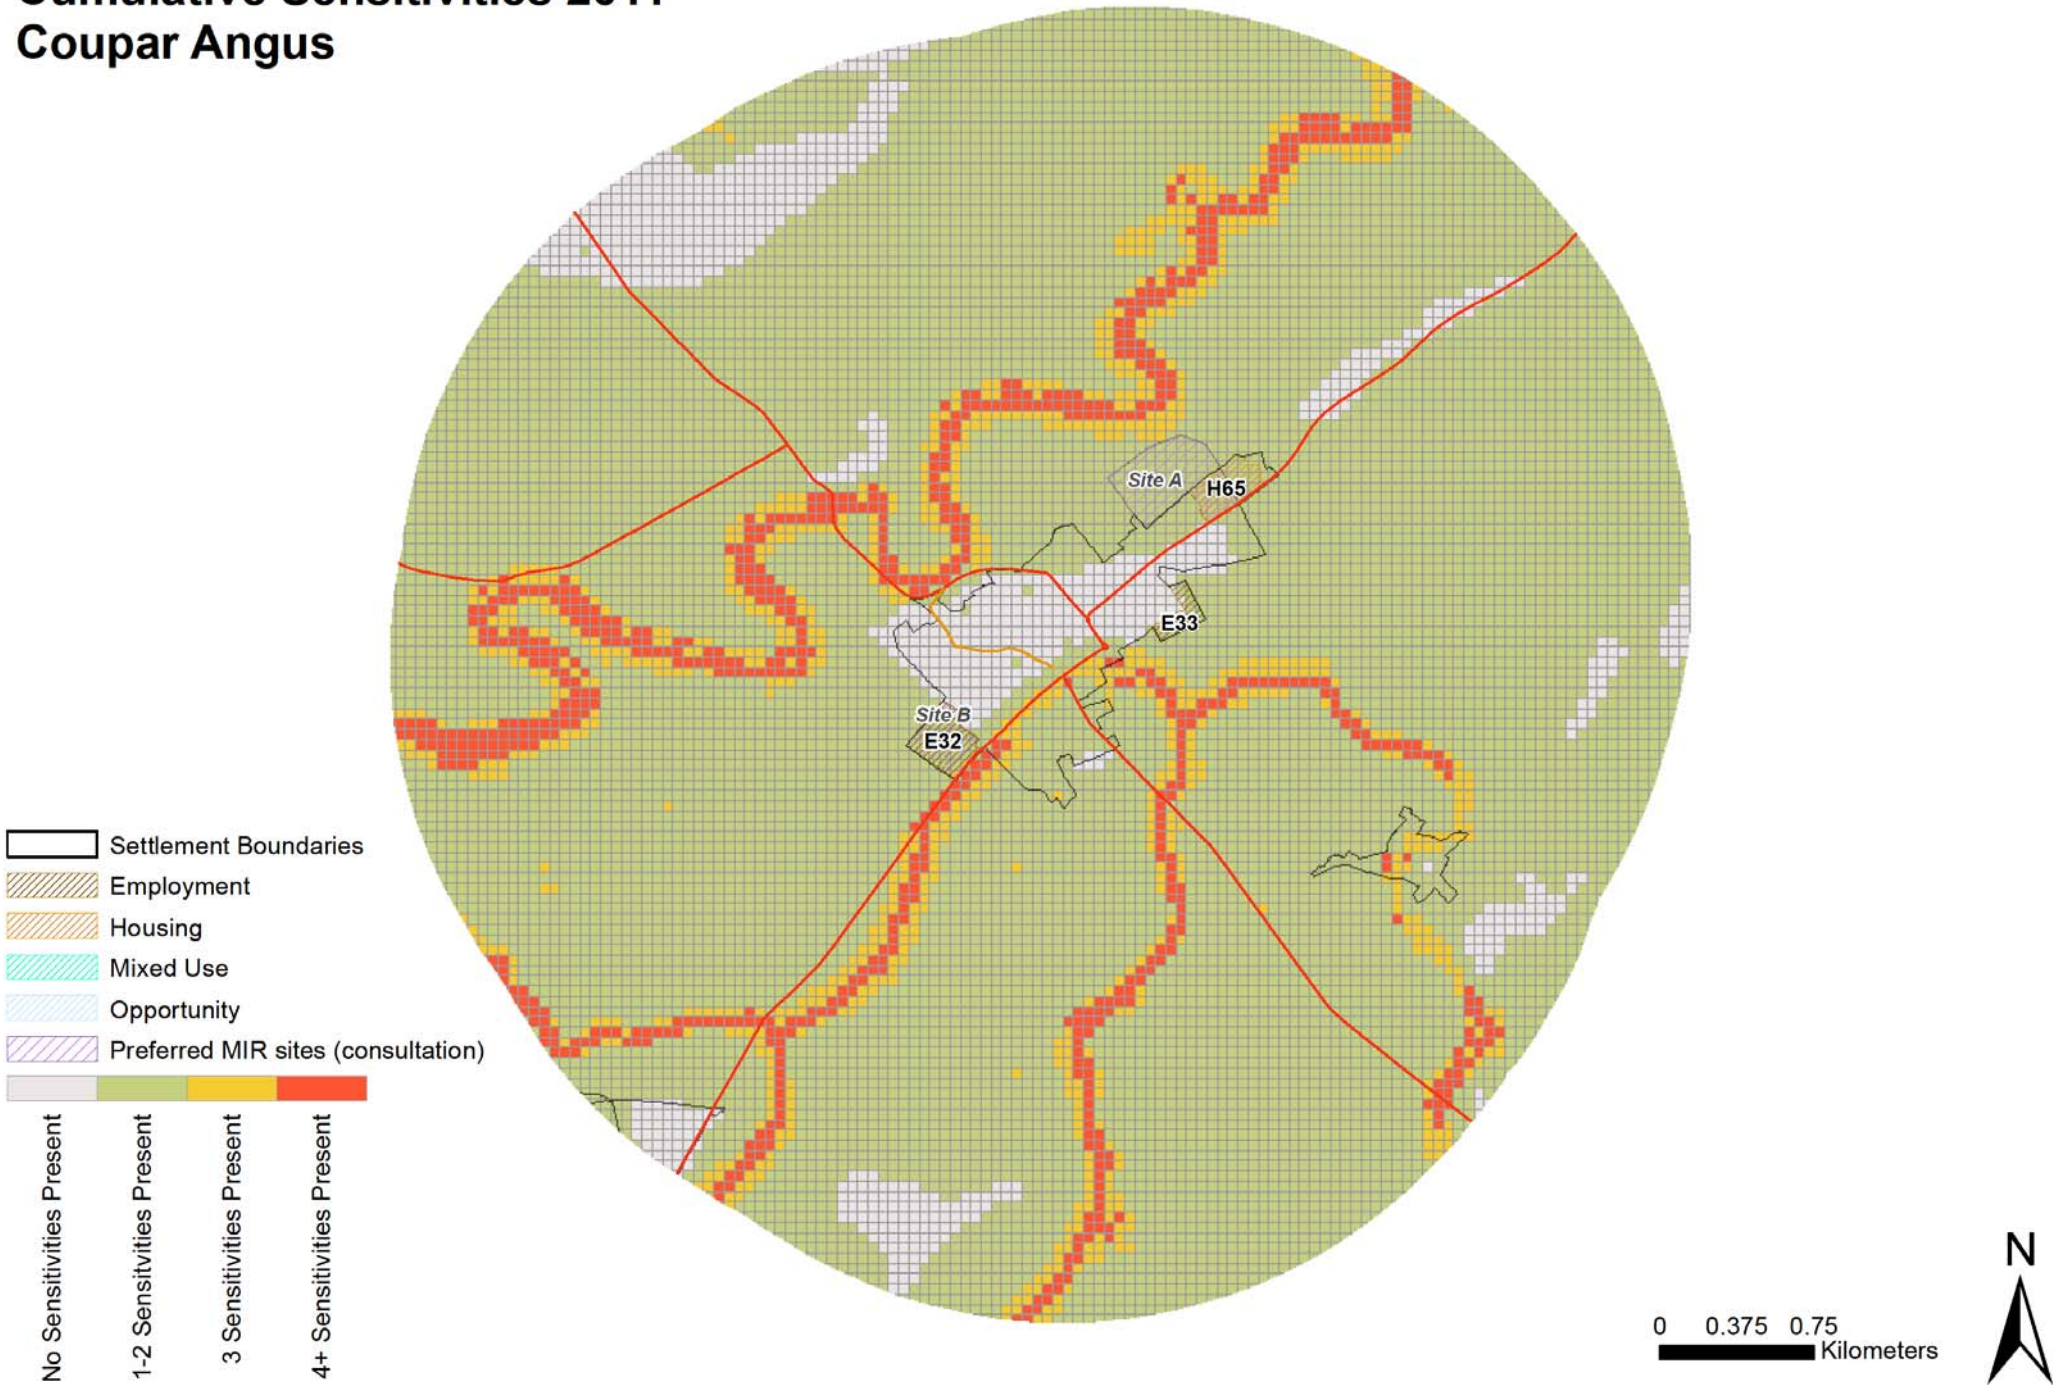 Coupar Angus
Site A
H65
E33
Site B
E32
Settlement Boundaries
Employment
Housing
Mixed Use
Opportunity
Preferred MIR sites (consultation)
No Sensitivities Present
1-2 Sensitvities Present
3 Sensitivities Present
4+ Sensitivities Present
N
0 0.375 0.75
Kilometers